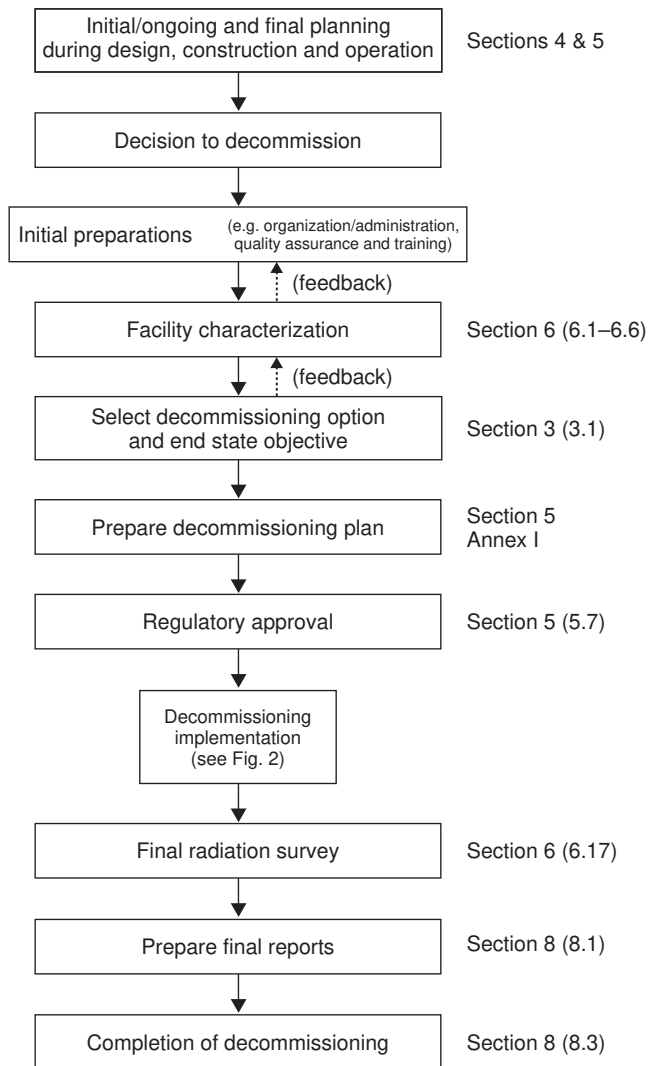 Initial/ongoing and final planning
during design, construction and operation
Sections 4 & 5
Decision to decommission
Initial preparations
(e.g. organization/administration,
quality assurance and training)
(feedback)
Facility characterization
Section 6 (6.1–6.6)
(feedback)
Select decommissioning option
and end state objective
Section 3 (3.1)
Prepare decommissioning plan
Section 5
Annex I
Regulatory approval
Section 5 (5.7)
Decommissioning
implementation
(see Fig. 2)
Final radiation survey
Section 6 (6.17)
Prepare final reports
Section 8 (8.1)
Completion of decommissioning
Section 8 (8.3)